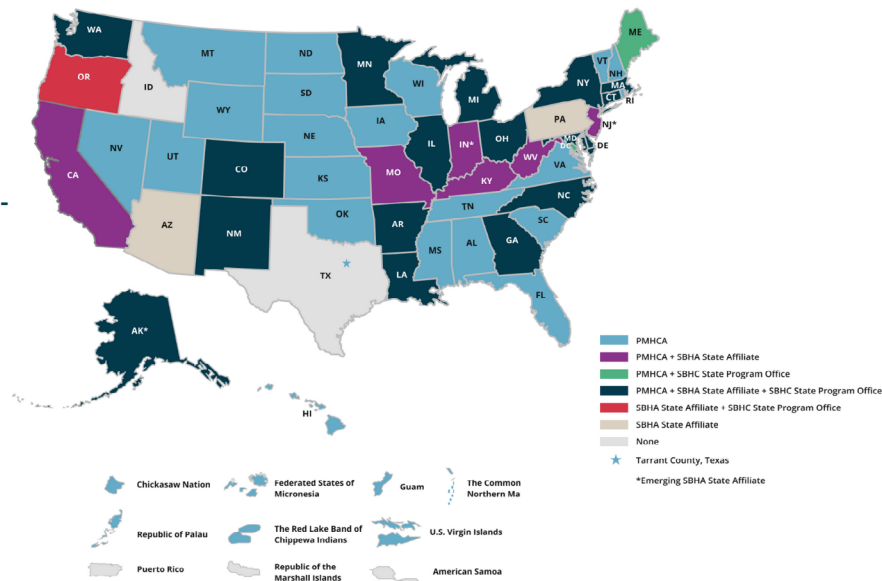 WA
MT
ND
MN
ME
OR
ID
SD
WI
MI
VT
NH
NY
MA
CT
RI
WY
IA
NE
PA
NJ*
NV
UT
CO
IL
IN*
OH
MD
DC
DE
WV
VA
CA
KS
MO
KY
AZ
NM
OK
AR
TN
NC
SC
TX
LA
MS
AL
GA
FL
AK*
HI
PMHCA
PMHCA + SBHA State Affiliate
PMHCA + SBHC State Program Office
PMHCA + SBHA State Affiliate + SBHC State Program Office
SBHA State Affiliate + SBHC State Program Office
SBHA State Affiliate
None
Tarrant County, Texas
*Emerging SBHA State Affiliate
Chickasaw Nation
Federated States of
Micronesia
Guam
The Common
Northern Ma
Republic of Palau
The Red Lake Band of
Chippewa Indians
U.S. Virgin Islands
Puerto Rico
Republic of the
Marshall Islands
American Samoa